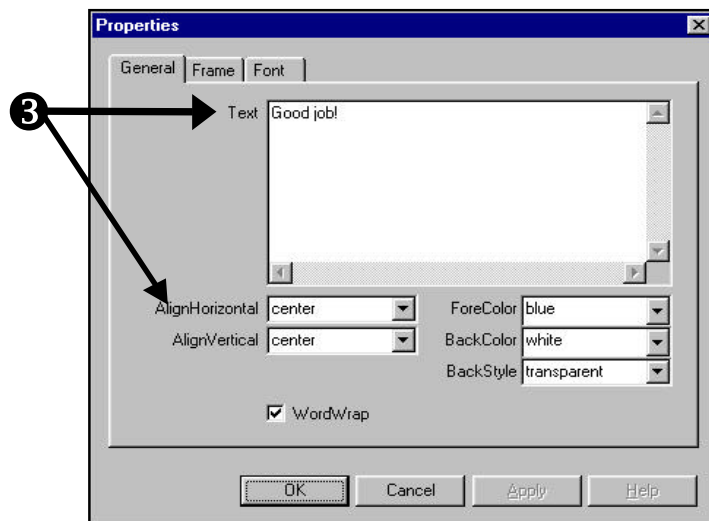 Properties
General Frame Font
❸
Text Good job!
AlignHorizontal center ForeColor blue
AlignVertical center BackColor white
BackStyle transparent
WordWrap
OK Cancel Apply Help